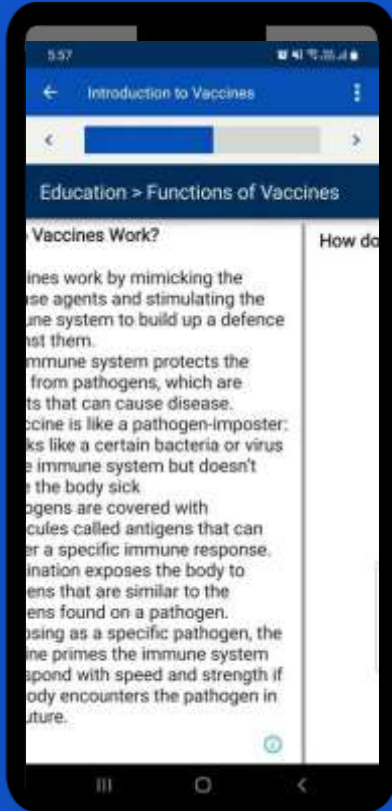 5:57
Introduction to Vaccines
Education > Functions of Vaccines
Vaccines Work?
How do
ines work by mimicking the
se agents and stimulating the
une system to build up a defence
nst them.
mmune system protects the
from pathogens, which are
ts that can cause disease.
ccine is like a pathogen-imposter:
ks like a certain bacteria or virus
e immune system but doesn't
e the body sick
ogens are covered with
cules called antigens that can
er a specific immune response.
ination exposes the body to
ens that are similar to the
ens found on a pathogen.
osing as a specific pathogen, the
ine primes the immune system
spond with speed and strength if
ody encounters the pathogen in
uture.